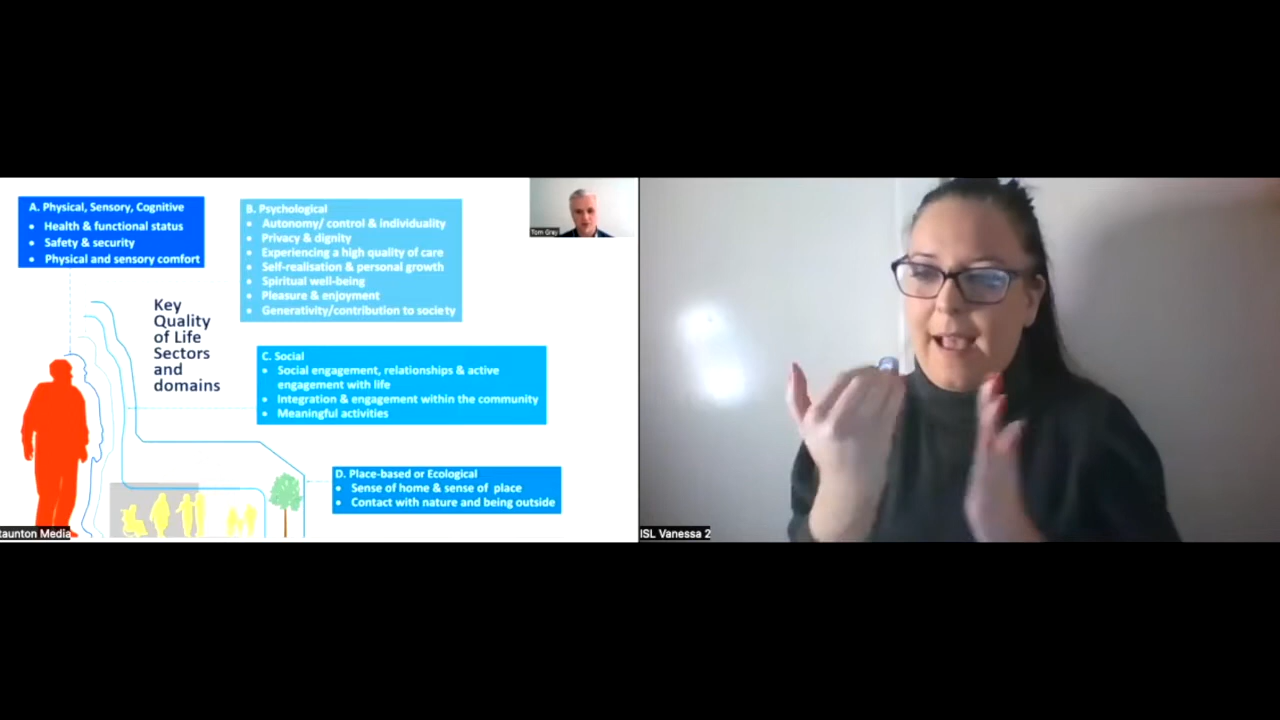 A. Physical, Sensory, Cognitive
• Health & functional status
• Safety & security
• Physical and sensory comfort
B. Psychological
• Autonomy/ control & individuality
• Privacy & dignity
• Experiencing a high quality of care
• Self-realisation & personal growth
• Spiritual well-being
• Pleasure & enjoyment
• Generativity/contribution to society
Tom Gray
Key
Quality
of Life
Sectors
and
domains
C. Social
• Social engagement, relationships & active
engagement with life
• Integration & engagement within the community
• Meaningful activities
D. Place-based or Ecological
• Sense of home & sense of place
• Contact with nature and being outside
taunton Media
ISL Vanessa 2